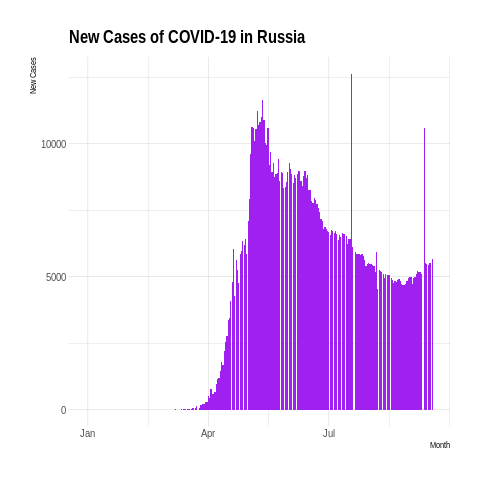 New Cases of COVID-19 in Russia
New Cases
10000
5000
0
Jan Apr Jul
Month